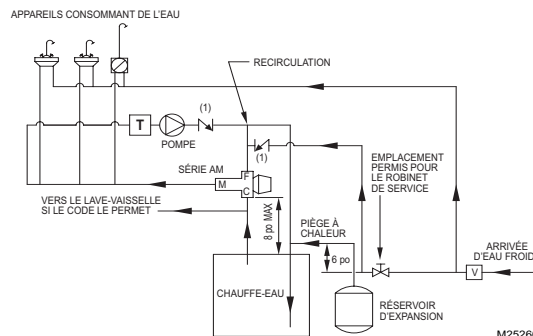 APPAREILS CONSOMMANT DE L'EAU
RECIRCULATION
(1)
T
POMPE
(1)
EMPLACEMENT
PERMIS POUR
LE ROBINET
DE SERVICE
SÉRIE AM
F
M
C
VERS LE LAVE-VAISSELLE
SI LE CODE LE PERMET
8 po MAX
PIÈGE À
CHALEUR
6 po
ARRIVÉE
D'EAU FROID
V
CHAUFFE-EAU
RÉSERVOIR
D'EXPANSION